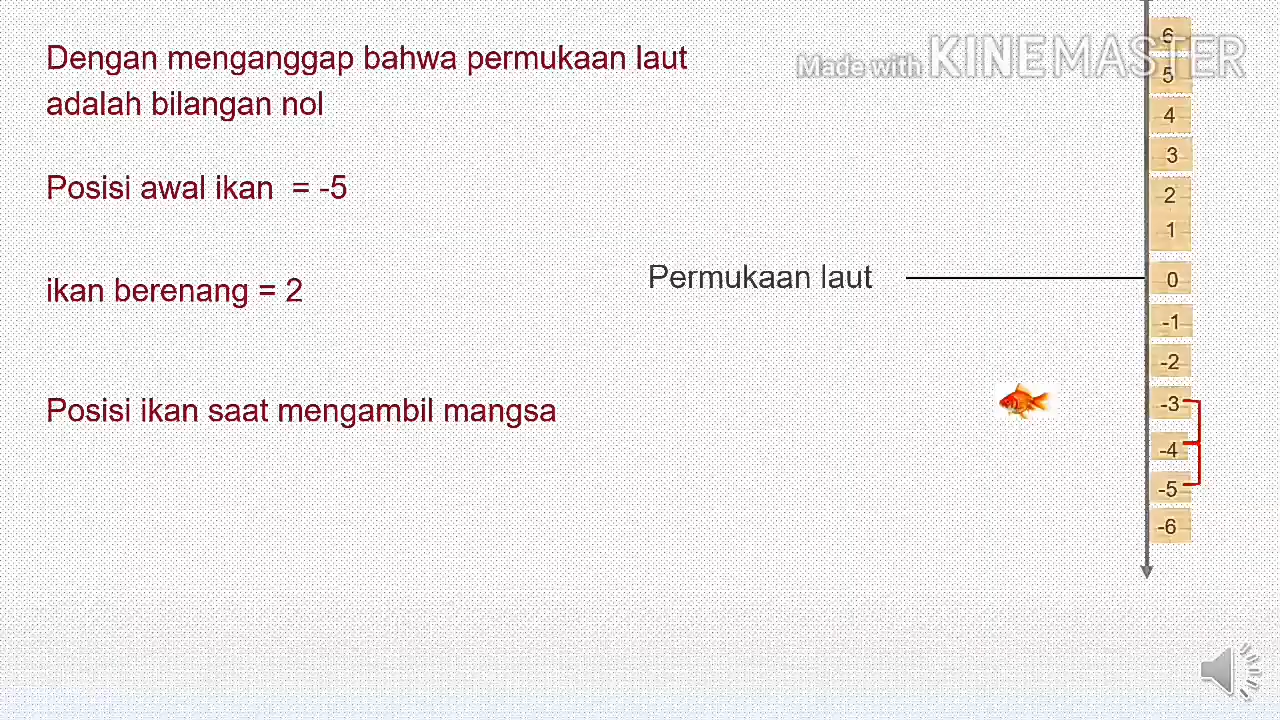 Dengan menganggap bahwa permukaan laut
adalah bilangan nol
Made with KINEMASTER
Posisi awal ikan = -5
ikan berenang = 2
Posisi ikan saat mengambil mangsa
Permukaan laut
6
5
4
3
2
1
0
-1
-2
-3
-4
-5
-6